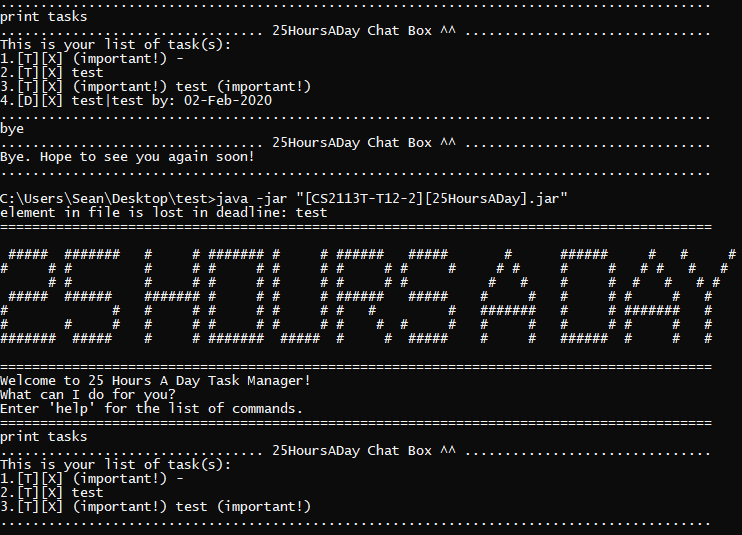 ................................................................................
print tasks
.............................. 25HoursADay Chat Box ^^ .............................
This is your list of task(s):
1.[T][X] (important!) -
2.[T][X] test
3.[T][X] (important!) test (important!)
4.[D][X] test|test by: 02-Feb-2020
................................................................................
bye
.............................. 25HoursADay Chat Box ^^ .............................
Bye. Hope to see you again soon!
................................................................................
C:\Users\Sean\Desktop\test>java -jar "[CS2113T-T12-2][25HoursADay].jar"
element in file is lost in deadline: test
================================================================================
25 HOURS A DAY
================================================================================
Welcome to 25 Hours A Day Task Manager!
What can I do for you?
Enter 'help' for the list of commands.
================================================================================
print tasks
.............................. 25HoursADay Chat Box ^^ .............................
This is your list of task(s):
1.[T][X] (important!) -
2.[T][X] test
3.[T][X] (important!) test (important!)
................................................................................